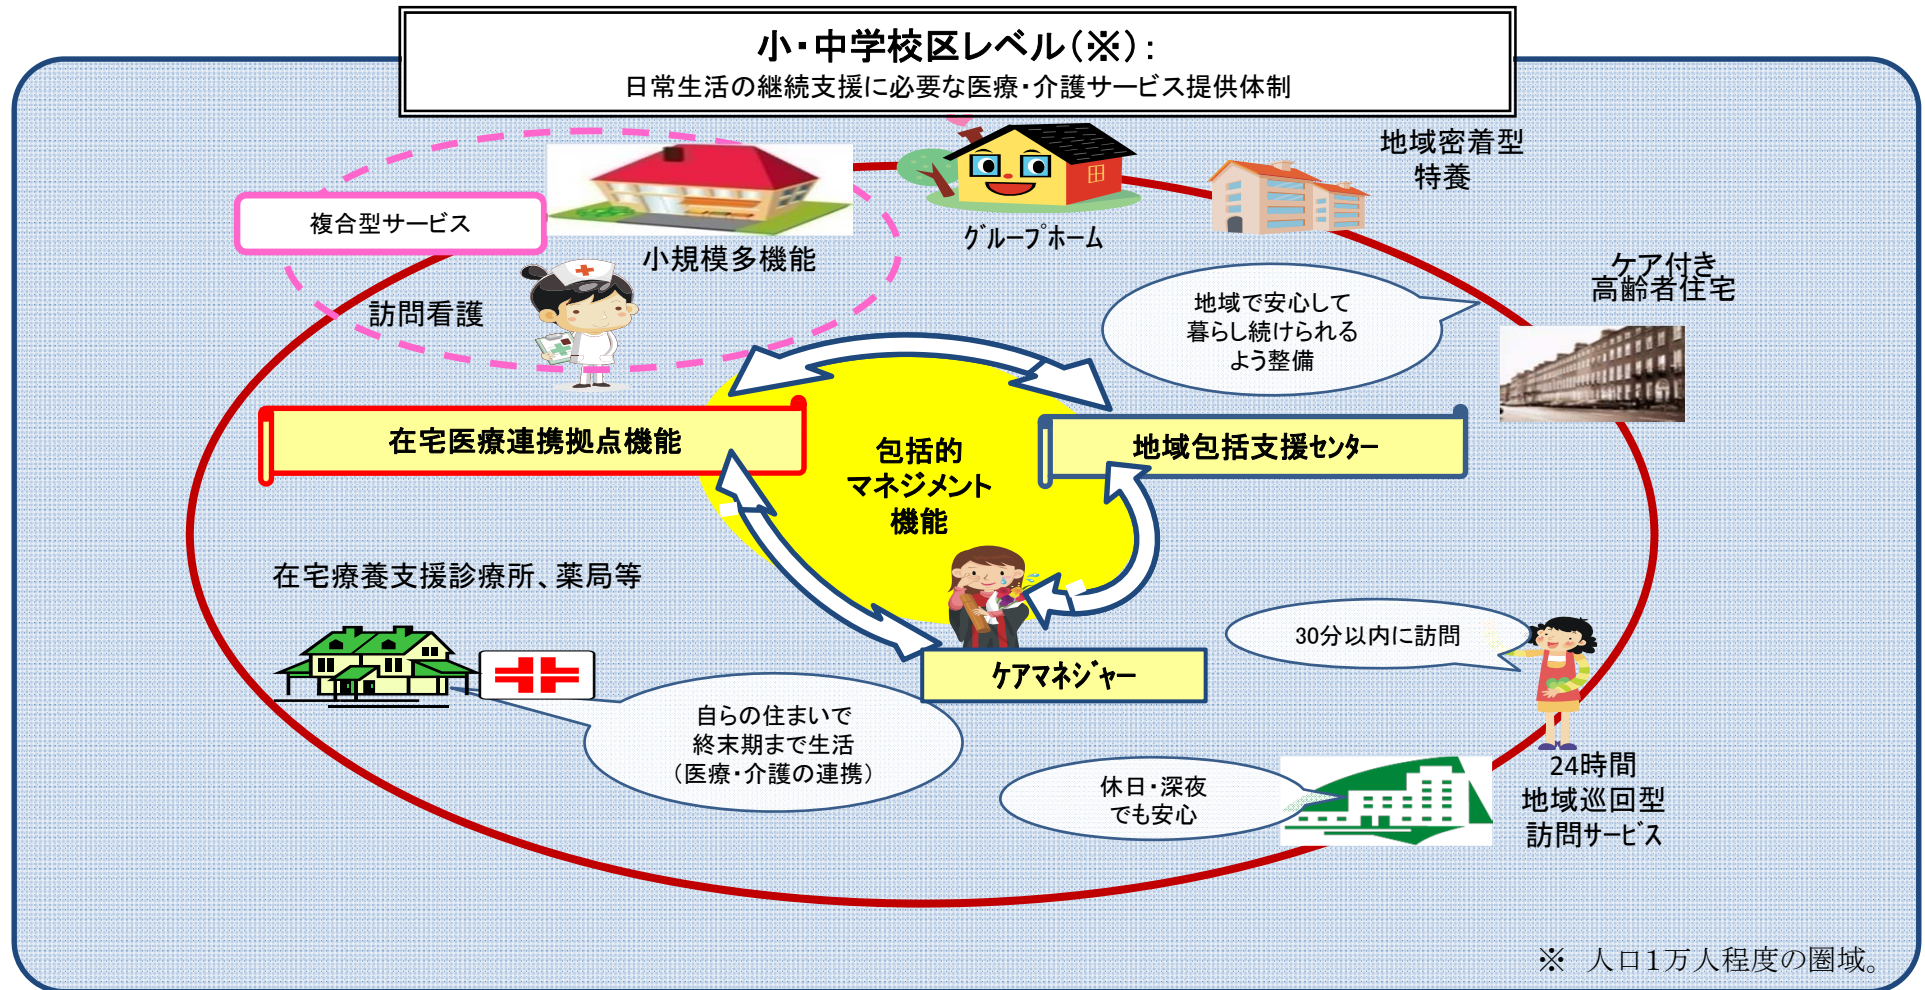 小・中学校区レベル(※):
日常生活の継続支援に必要な医療・介護サービス提供体制
複合型サービス
小規模多機能
訪問看護
グループホーム
地域密着型
特養
ケア付き
高齢者住宅
地域で安心して
暮らし続けられる
よう整備
在宅医療連携拠点機能
包括的
マネジメント
機能
地域包括支援センター
在宅療養支援診療所、薬局等
ケアマネジャー
30分以内に訪問
自らの住まいで
終末期まで生活
(医療・介護の連携)
休日・深夜
でも安心
24時間
地域巡回型
訪問サービス
※ 人口1万人程度の圏域。